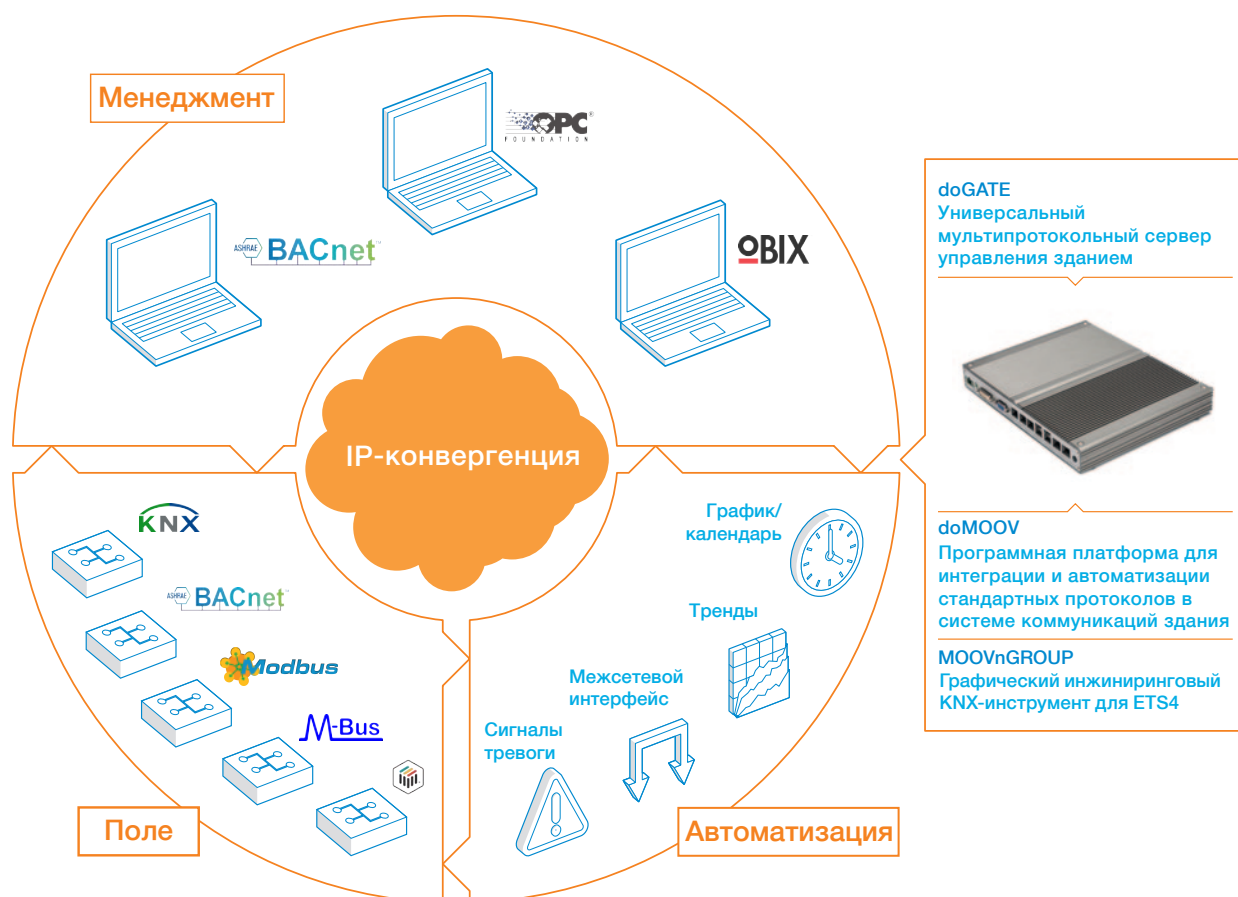 Менеджмент
OPC®
FOUNDATION
ASHRAE BACnet™
oBIX
IP-конвергенция
KNX
ASHRAE BACnet™
Modbus
M-Bus
Поле
График/
календарь
Тренды
Межсетевой
интерфейс
Сигналы
тревоги
Автоматизация
doGATE
Универсальный
мультипротокольный сервер
управления зданием
doMOOV
Программная платформа для
интеграции и автоматизации
стандартных протоколов в
системе коммуникаций здания
MOOVnGROUP
Графический инжиниринговый
KNX-инструмент для ETS4